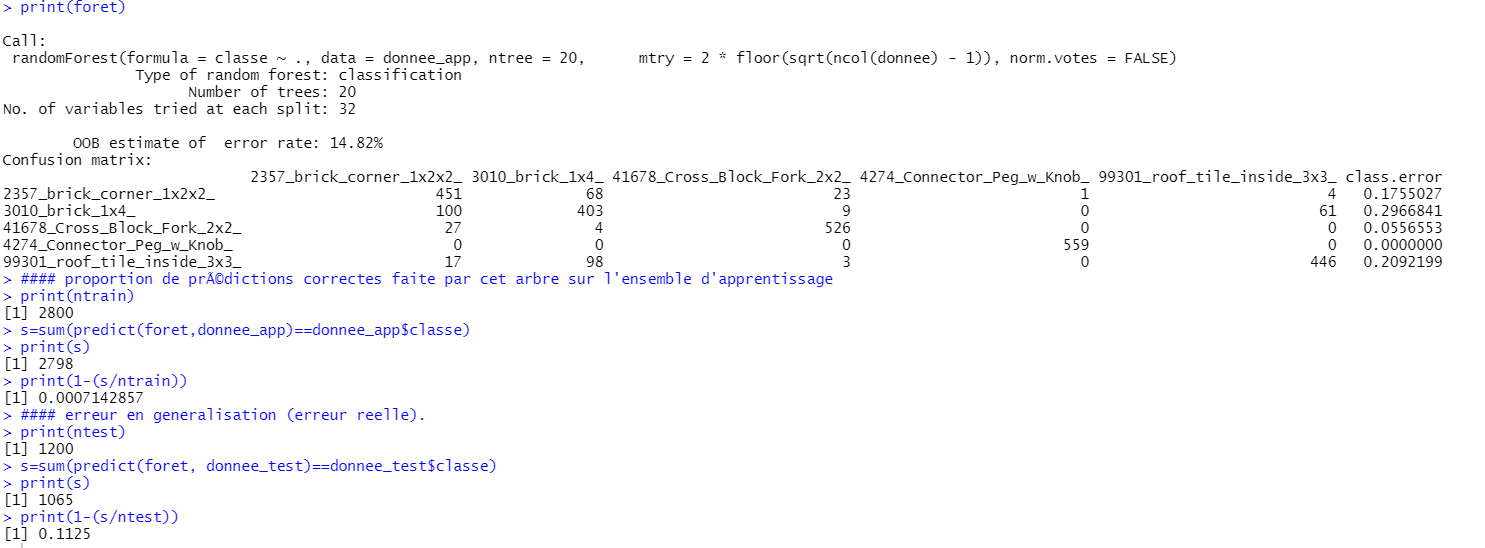 > print(foret)
Call:
 randomForest(formula = classe ~ ., data = donnee_app, ntree = 20,      mtry = 2 * floor(sqrt(ncol(donnee) - 1)), norm.votes = FALSE)
               Type of random forest: classification
                     Number of trees: 20
No. of variables tried at each split: 32
        OOB estimate of  error rate: 14.82%
Confusion matrix:
                            2357_brick_corner_1x2x2_ 3010_brick_1x4_ 41678_Cross_Block_Fork_2x2_ 4274_Connector_Peg_w_Knob_ 99301_roof_tile_inside_3x3_ class.error
2357_brick_corner_1x2x2_                         451              68                          23                          1                           4   0.1755027
3010_brick_1x4_                                  100             403                           9                          0                          61   0.2966841
41678_Cross_Block_Fork_2x2_                       27               4                         526                          0                           0   0.0556553
4274_Connector_Peg_w_Knob_                         0               0                           0                        559                           0   0.0000000
99301_roof_tile_inside_3x3_                       17              98                           3                          0                         446   0.2092199
> #### proportion de prÃ©dictions correctes faite par cet arbre sur l'ensemble d'apprentissage
> print(ntrain)
[1] 2800
> s=sum(predict(foret,donnee_app)==donnee_app$classe)
> print(s)
[1] 2798
> print(1-(s/ntrain))
[1] 0.0007142857
> #### erreur en generalisation (erreur reelle).
> print(ntest)
[1] 1200
> s=sum(predict(foret, donnee_test)==donnee_test$classe)
> print(s)
[1] 1065
> print(1-(s/ntest))
[1] 0.1125